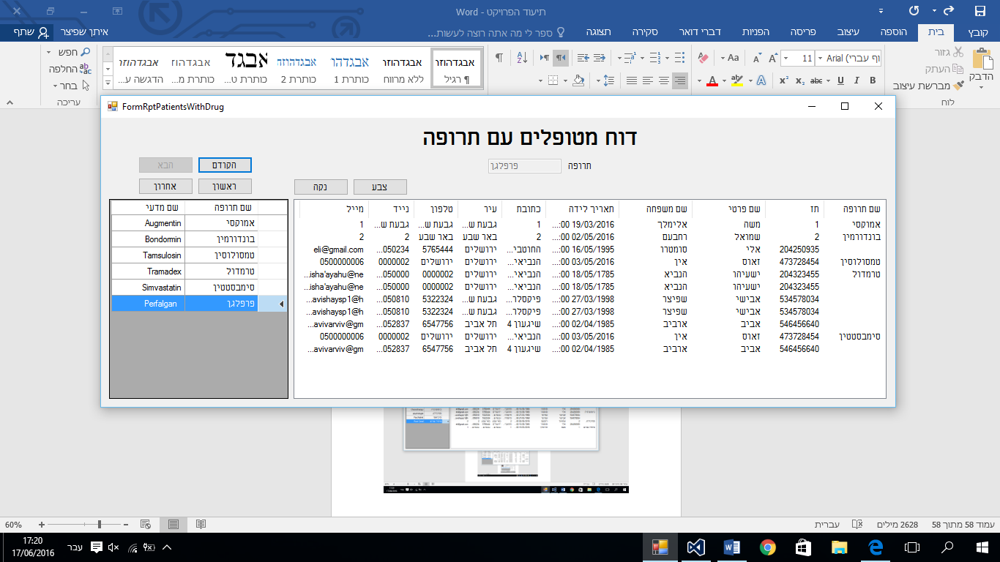 תיעוד הפרויקט - Word
קובץ בית הוספה עיצוב פריסה הפניות דברי דואר סקירה תצוגה ספר לי מה אתה רוצה לעשות... איתך שפיצר שתף
הדבק גזור העתק מברשת עיצוב
Arial (גוף עברי) 11 Aa
B I U abc x₂ x² A
אבגדהוזר אבגדהוזר אבגדהו אבגדהוזז אבגד אבגדהוזז אבגדהוזר
¶ רגיל ללא מרווח כותרת 1 כותרת 2 כותרת ט... כותרת מ... הדגשה ע...
חפש
החלפה
בחר
לוח עריכה
FormRptPatientsWithDrug
דוח מטופלים עם תרופה
תרופה פרפלגן
הקודם הבא
ראשון אחרון
צבע נקה
שם תרופה שם מדעי
אמוקסי Augmentin
בונדורמין Bondormin
טמסולוסין Tamsulosin
טרמדול Tramadex
סימבסטטין Simvastatin
פרפלגן Perfalgan
שם תרופה תז שם פרטי שם משפחה תאריך לידה כתובת עיר טלפון נייד מייל
אמוקסי 1 משה אלימלך 19/03/2016 00:... 1 גבעת ש... גבעת ש... גבעת ש... 1
בונדורמין 2 שמואל רחבעם 02/05/2016 00:... 2 באר שבע באר שבע 2 2
204250935 אלי סומטרו 16/05/1995 00:... החוטבי... ירושלים 5765444 050234... eli@gmail.com
טמסולוסין 473728454 זאוס אין 03/05/2016 00:... הנביאי... ירושלים ירושלים 0000002 0500000006
טרמדול 204323455 ישעיהו הנביא 18/05/1785 00:... הנביאי... ירושלים 0000002 050000... isha'ayahu@ne...
204323455 ישעיהו הנביא 18/05/1785 00:... הנביאי... ירושלים 0000002 050000... isha'ayahu@ne...
534578034 אבישי שפיצר 27/03/1998 00:... פיקסלר... גבעת ש... 5322324 050810... avishaysp1@h...
534578034 אבישי שפיצר 27/03/1998 00:... פיקסלר... גבעת ש... 5322324 050810... avishaysp1@h...
546456640 אביב ארביב 02/04/1985 00:... שיגעון 4 תל אביב 6547756 052837... avivarviv@gm...
סימבסטטין 473728454 זאוס אין 03/05/2016 00:... הנביאי... ירושלים ירושלים 0000002 0500000006
546456640 אביב ארביב 02/04/1985 00:... שיגעון 4 תל אביב 6547756 052837... avivarviv@gm...
עמוד 58 מתוך 58 2628 מילים עברית 60%
עבר 17:20
17/06/2016